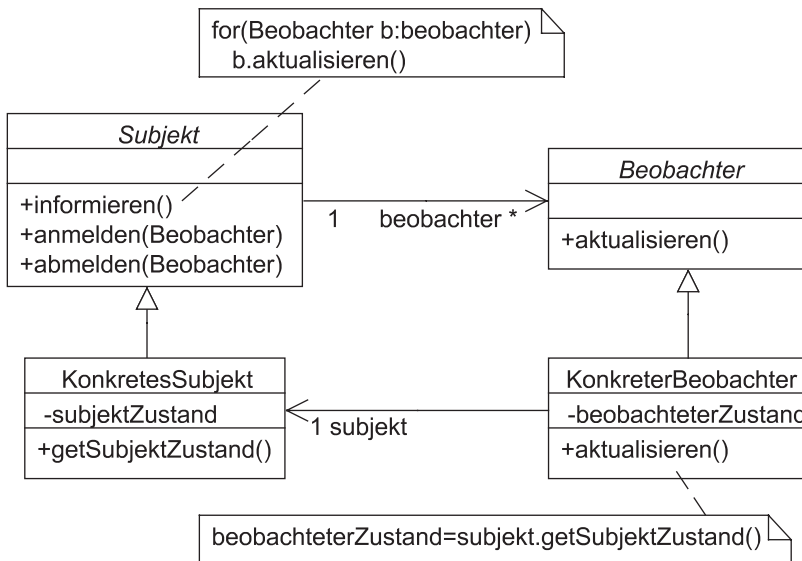 for(Beobachter b:beobachter)
b.aktualisieren()
Subjekt
+informieren()
+anmelden(Beobachter)
+abmelden(Beobachter)
1
beobachter *
Beobachter
+aktualisieren()
KonkretesSubjekt
-subjektZustand
+getSubjektZustand()
1 subjekt
KonkreterBeobachter
-beobachteterZustand
+aktualisieren()
beobachteterZustand=subjekt.getSubjektZustand()